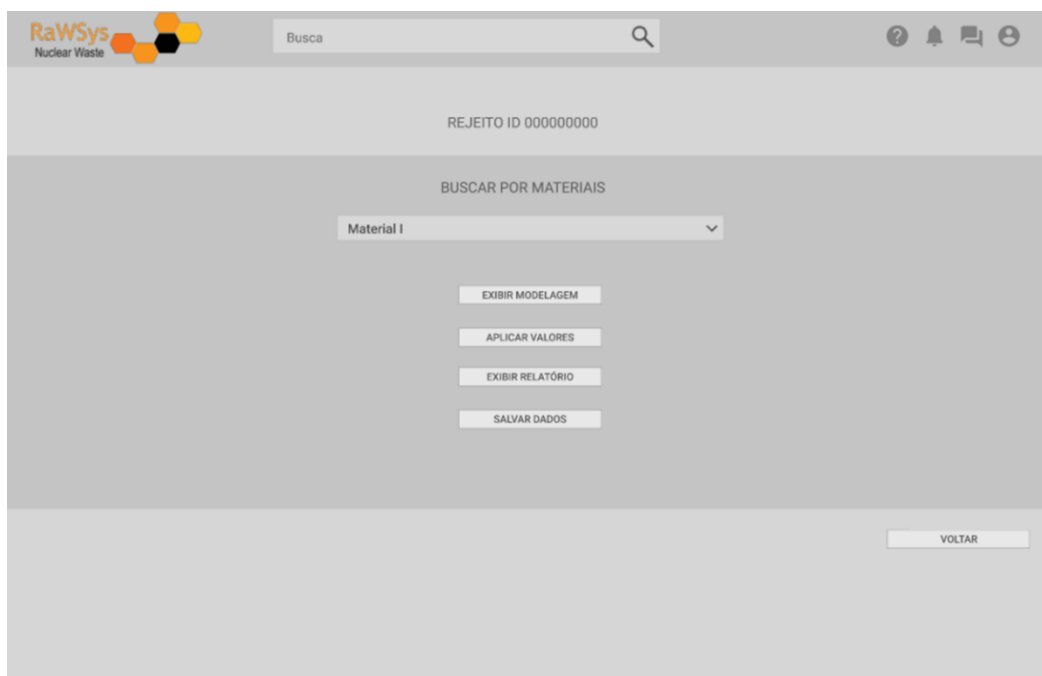 RaWSys
Nuclear Waste
Busca
REJEITO ID 000000000
BUSCAR POR MATERIAIS
Material I
EXIBIR MODELAGEM
APLICAR VALORES
EXIBIR RELATÓRIO
SALVAR DADOS
VOLTAR